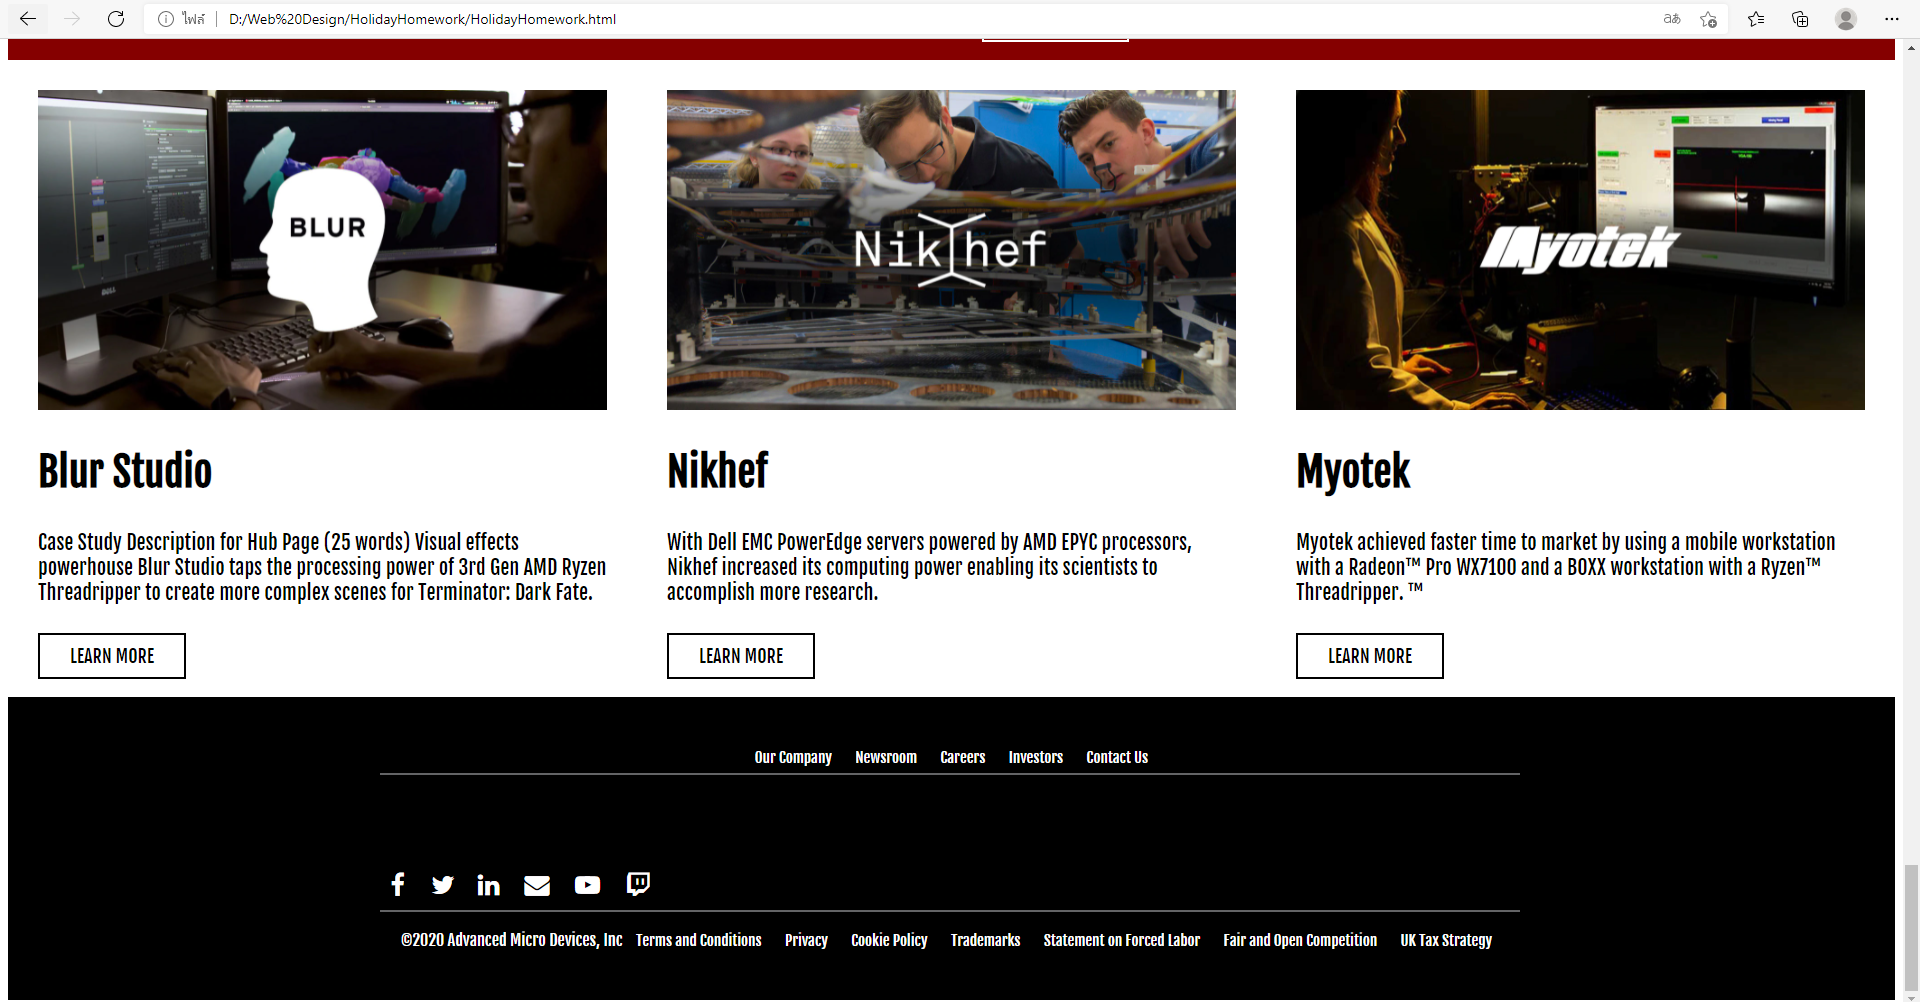 ไฟล์ D:/Web%20Design/HolidayHomework/HolidayHomework.html aあ
BLUR
DELL
Nikhef
Myotek
Blur Studio
Case Study Description for Hub Page (25 words) Visual effects
powerhouse Blur Studio taps the processing power of 3rd Gen AMD Ryzen
Threadripper to create more complex scenes for Terminator: Dark Fate.
LEARN MORE
Nikhef
With Dell EMC PowerEdge servers powered by AMD EPYC processors,
Nikhef increased its computing power enabling its scientists to
accomplish more research.
LEARN MORE
Myotek
Myotek achieved faster time to market by using a mobile workstation
with a Radeon™ Pro WX7100 and a BOXX workstation with a Ryzen™
Threadripper. ™
LEARN MORE
Our Company Newsroom Careers Investors Contact Us
©2020 Advanced Micro Devices, Inc Terms and Conditions Privacy Cookie Policy Trademarks Statement on Forced Labor Fair and Open Competition UK Tax Strategy